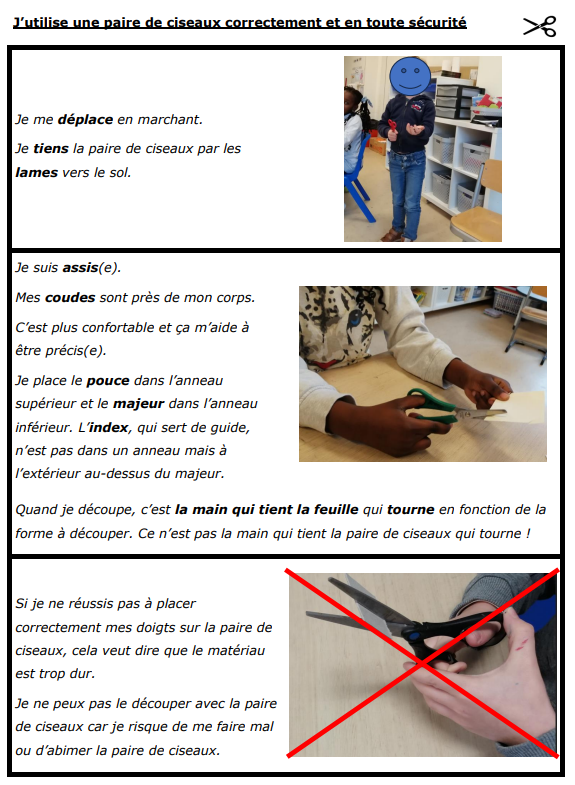 J’utilise une paire de ciseaux correctement et en toute sécurité
Je me déplace en marchant.
Je tiens la paire de ciseaux par les
lames vers le sol.
Je suis assis(e).
Mes coudes sont près de mon corps.
C’est plus confortable et ça m’aide à
être précis(e).
Je place le pouce dans l’anneau
supérieur et le majeur dans l’anneau
inférieur. L’index, qui sert de guide,
n’est pas dans un anneau mais à
l’extérieur au-dessus du majeur.
Quand je découpe, c’est la main qui tient la feuille qui tourne en fonction de la
forme à découper. Ce n’est pas la main qui tient la paire de ciseaux qui tourne !
Si je ne réussis pas à placer
correctement mes doigts sur la paire de
ciseaux, cela veut dire que le matériau
est trop dur.
Je ne peux pas le découper avec la paire
de ciseaux car je risque de me faire mal
ou d’abimer la paire de ciseaux.